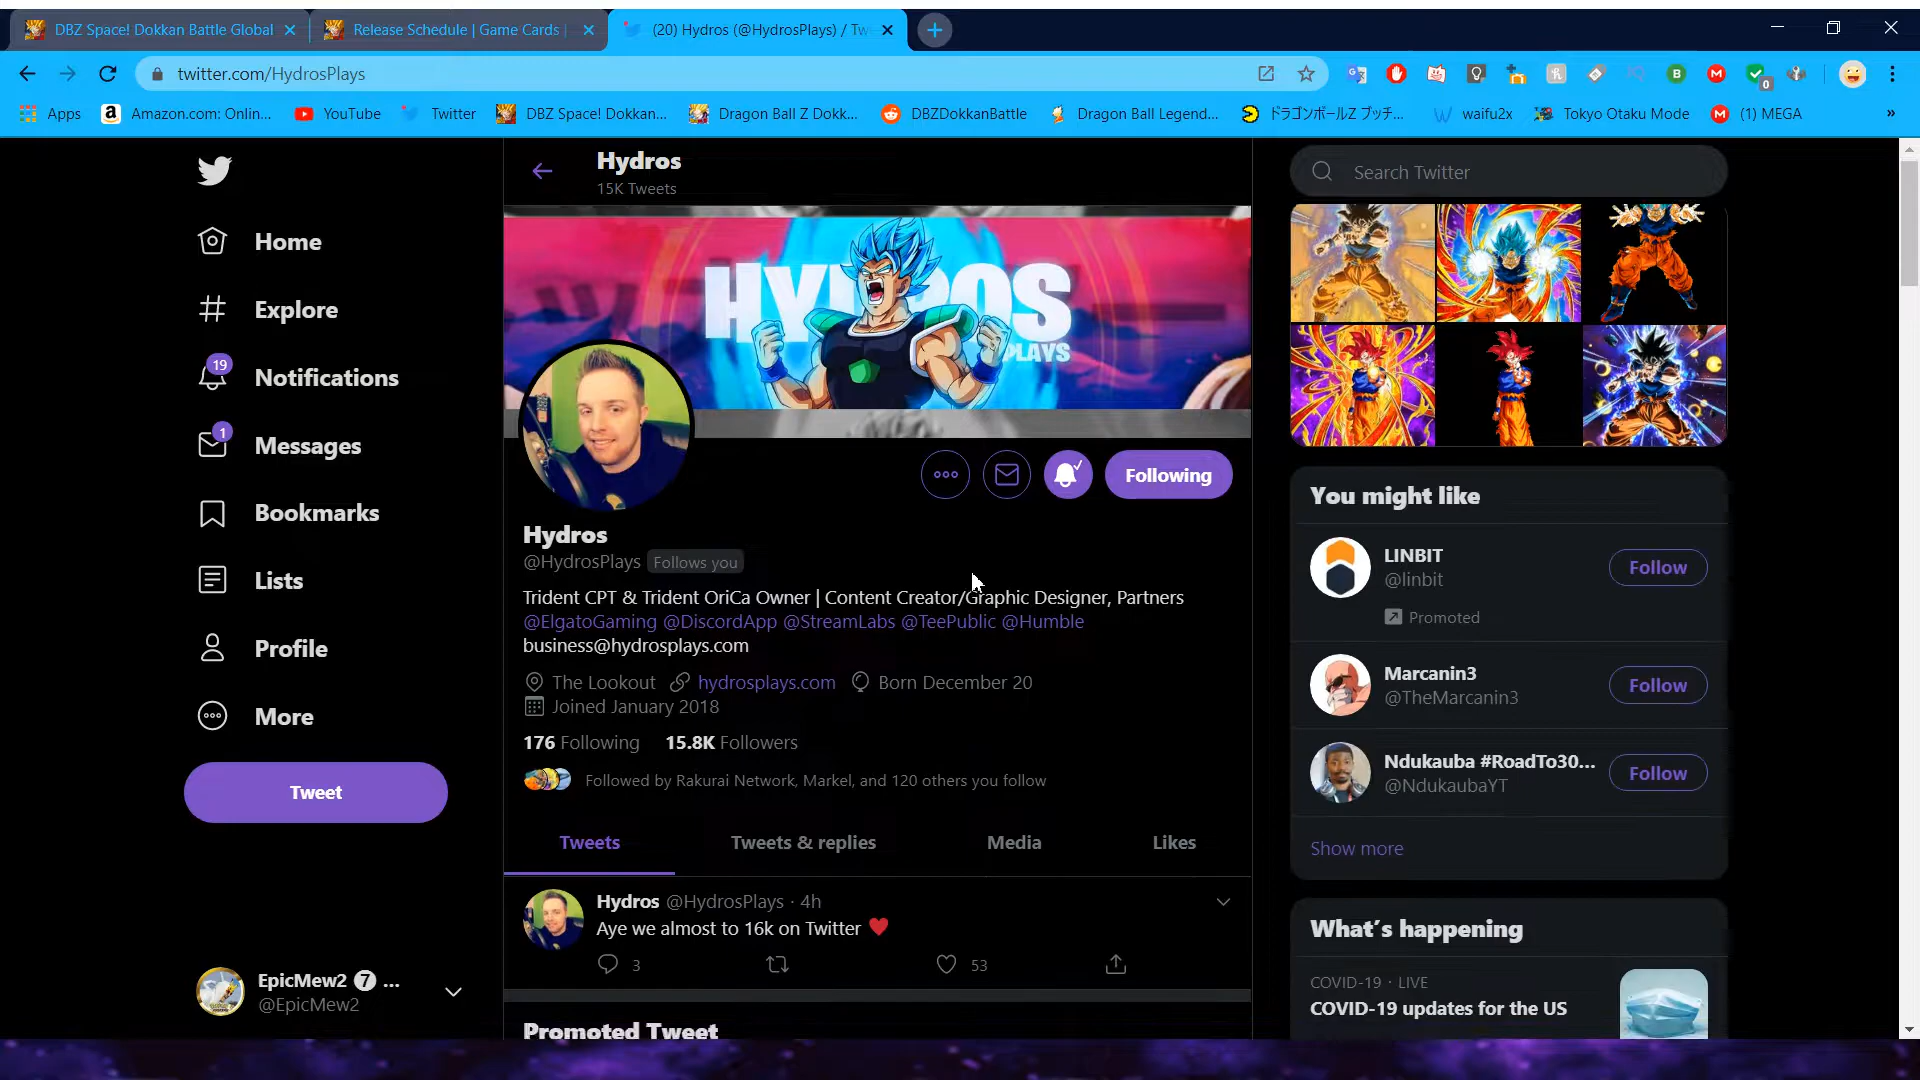 DBZ Space! Dokkan Battle Global
Release Schedule | Game Cards |
(20) Hydros (@HydrosPlays) / Twe
twitter.com/HydrosPlays
Apps
Amazon.com: Onlin...
YouTube
Twitter
DBZ Space! Dokkan...
Dragon Ball Z Dokk...
DBZDokkanBattle
Dragon Ball Legend...
ドラゴンボールZ ブッチ...
waifu2x
Tokyo Otaku Mode
(1) MEGA
»
Home
Explore
19
Notifications
1
Messages
Bookmarks
Lists
Profile
More
Tweet
EpicMew2 7 ...
@EpicMew2
Hydros
15K Tweets
HYDROS
PLAYS
Following
Hydros
@HydrosPlays Follows you
Trident CPT & Trident OriCa Owner | Content Creator/Graphic Designer, Partners
@ElgatoGaming @DiscordApp @StreamLabs @TeePublic @Humble
business@hydrosplays.com
The Lookout hydrosplays.com Born December 20
Joined January 2018
176 Following 15.8K Followers
Followed by Rakurai Network, Markel, and 120 others you follow
Tweets Tweets & replies Media Likes
Hydros @HydrosPlays · 4h
Aye we almost to 16k on Twitter ❤
3 53
Promoted Tweet
Search Twitter
You might like
LINBIT
@linbit
Follow
Promoted
Marcanin3
@TheMarcanin3
Follow
Ndukauba #RoadTo30...
@NdukaubaYT
Follow
Show more
What's happening
COVID-19 · LIVE
COVID-19 updates for the US